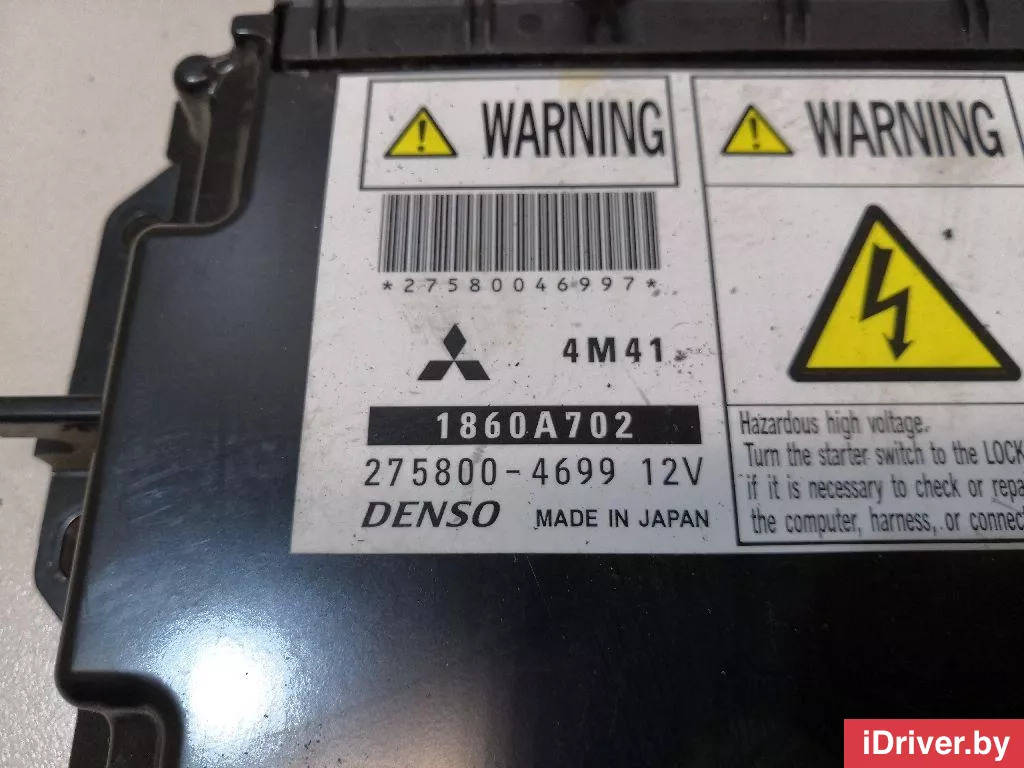 WARNING
WARNING
*27580046997*
4M41
1860A702
275800-4699 12V
DENSO MADE IN JAPAN
Hazardous high voltage.
Turn the starter switch to the LOCK
if it is necessary to check or repa
the computer, harness, or connect
iDriver.by